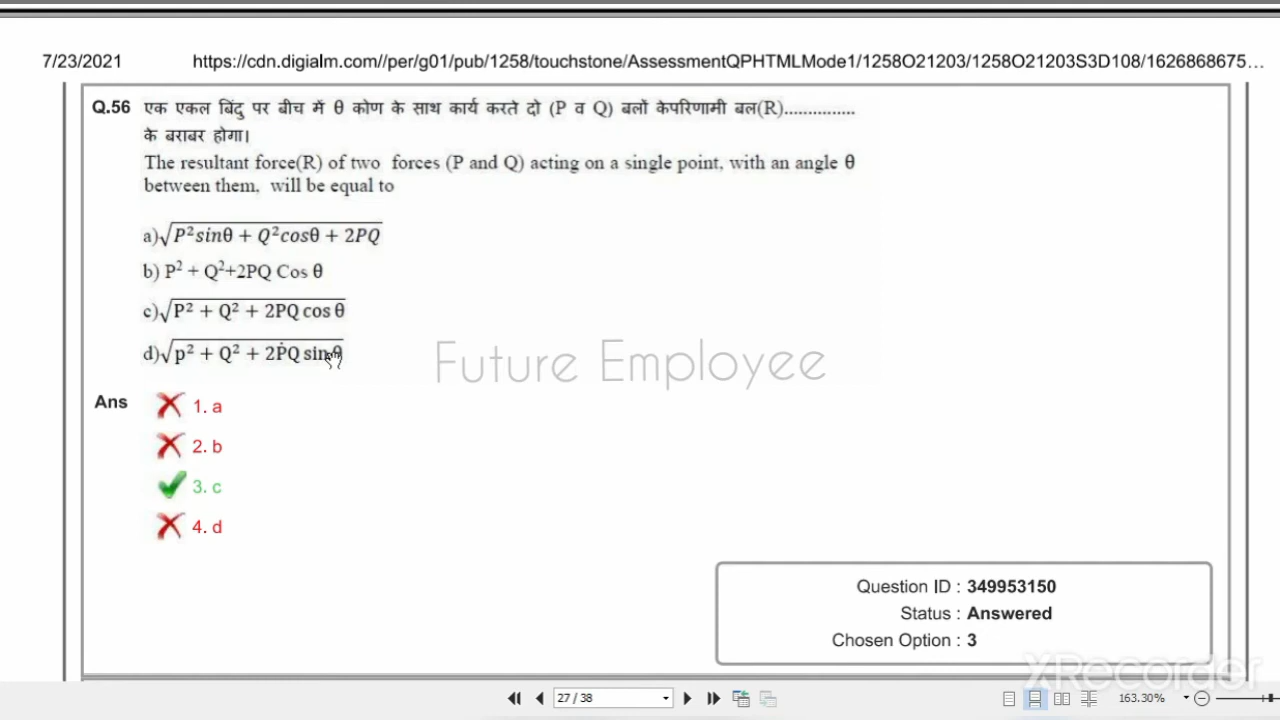 7/23/2021 https://cdn.digialm.com//per/g01/pub/1258/touchstone/AssessmentQPHTMLMode1/1258O21203/1258O21203S3D108/1626868675...
Q.56 एक एकल बिंदु पर बीच में θ कोण के साथ कार्य करते दो (P व Q) बलों केपरिणामी बल(R)...............
के बराबर होगा।
The resultant force(R) of two forces (P and Q) acting on a single point, with an angle θ
between them, will be equal to
a)√P²sinθ + Q²cosθ + 2PQ
b) P² + Q²+2PQ Cos θ
c)√P² + Q² + 2PQ cos θ
d)√p² + Q² + 2ṖQ sin θ
Future Employee
Ans
1. a
2. b
3. c
4. d
Question ID : 349953150
Status : Answered
Chosen Option : 3
XRecorder
27 / 38
163.30%